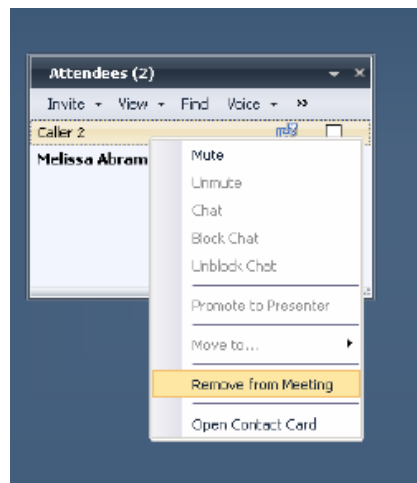 Attendees (2)
Invite View Find Voice »
Caller 2
Melissa Abram
Mute
Unmute
Chat
Block Chat
Unblock Chat
Promote to Presenter
Move to...
Remove from Meeting
Open Contact Card